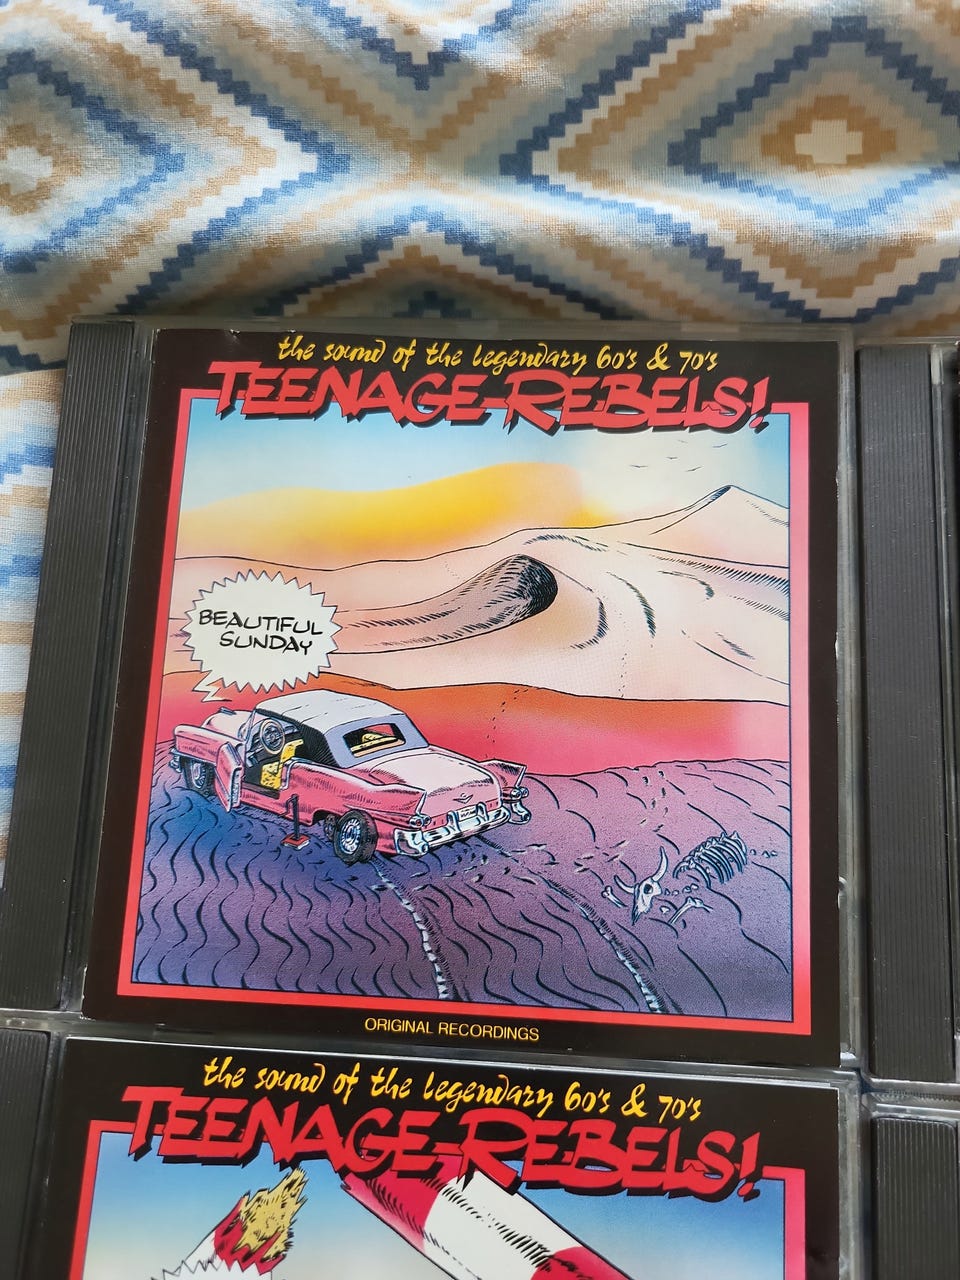 the sound of the legendary 60's & 70's
TEENAGE REBELS!
BEAUTIFUL
SUNDAY
ORIGINAL RECORDINGS
the sound of the legendary 60's & 70's
TEENAGE REBELS!